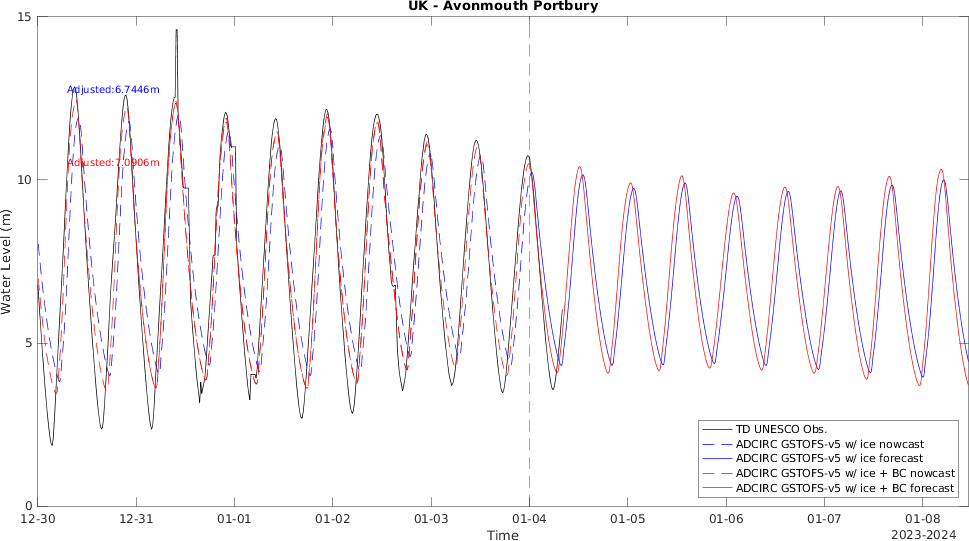 UK - Avonmouth Portbury
15
Adjusted:6.7446m
Adjusted:7.0906m
10
Water Level (m)
5
TD UNESCO Obs.
ADCIRC GSTOFS-v5 w/ ice nowcast
ADCIRC GSTOFS-v5 w/ ice forecast
ADCIRC GSTOFS-v5 w/ ice + BC nowcast
ADCIRC GSTOFS-v5 w/ ice + BC forecast
0
12-30 12-31 01-01 01-02 01-03 01-04 01-05 01-06 01-07 01-08
Time
2023-2024